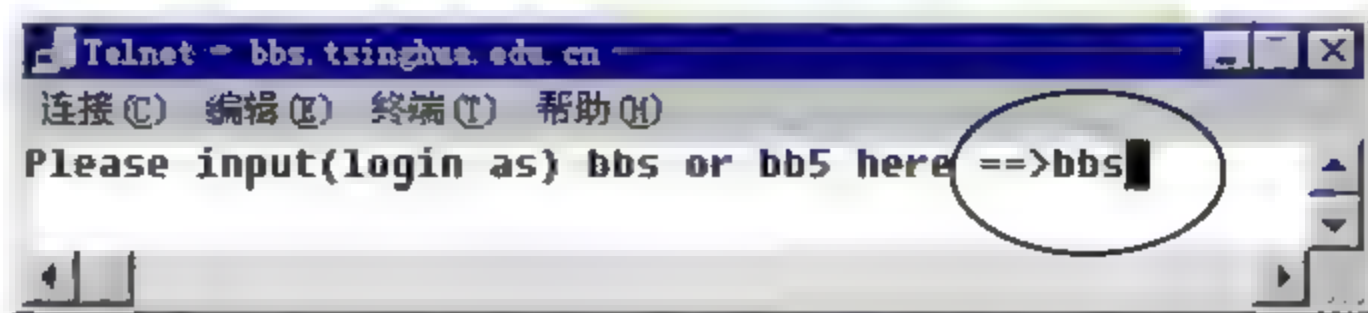 Telnet - bbs.tsinghua.edu.cn
连接(C) 编辑(E) 终端(T) 帮助(H)
Please input(login as) bbs or bb5 here ==>bbs